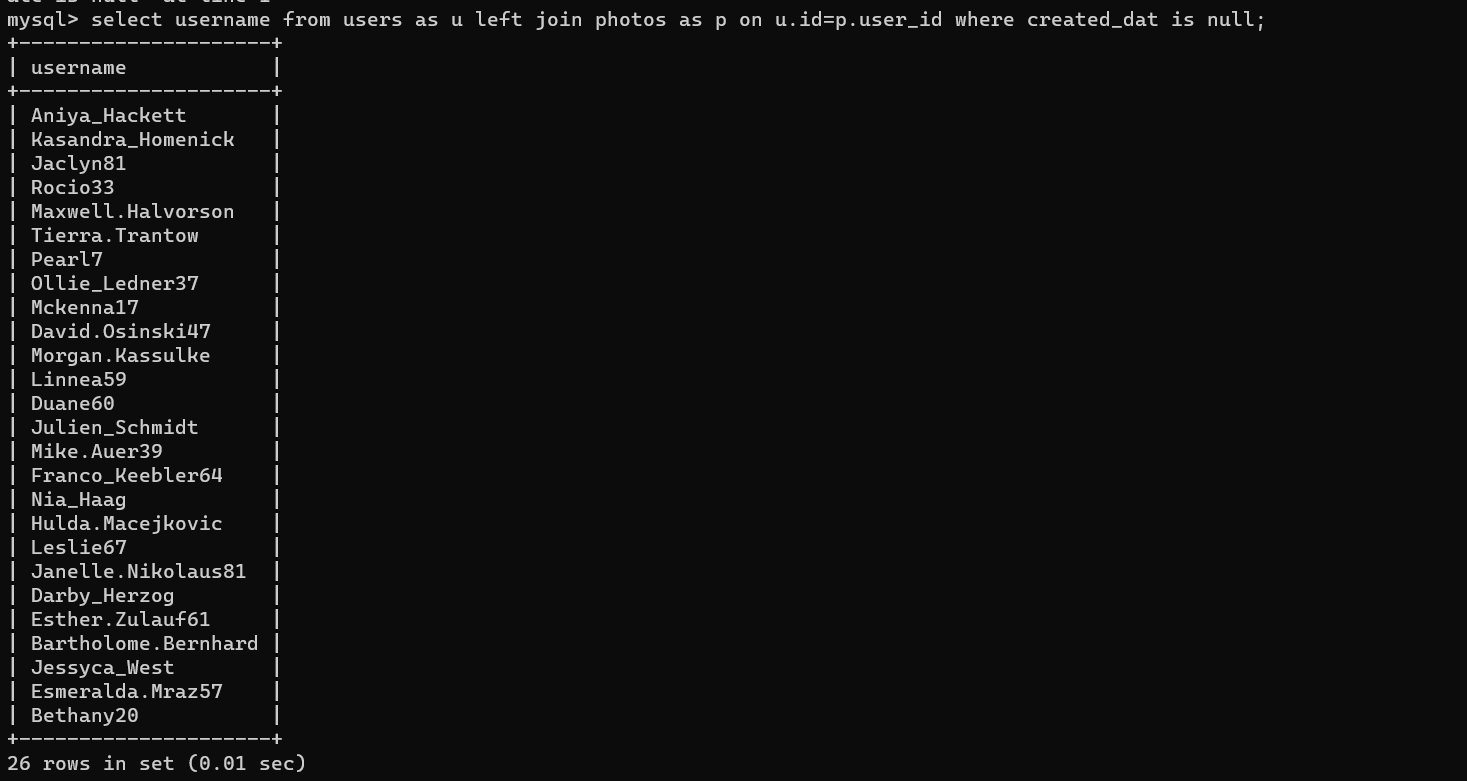 mysql> select username from users as u left join photos as p on u.id=p.user_id where created_dat is null;
+---------------------+
| username            |
+---------------------+
| Aniya_Hackett       |
| Kasandra_Homenick   |
| Jaclyn81            |
| Rocio33             |
| Maxwell.Halvorson   |
| Tierra.Trantow      |
| Pearl7              |
| Ollie_Ledner37      |
| Mckenna17           |
| David.Osinski47     |
| Morgan.Kassulke     |
| Linnea59            |
| Duane60             |
| Julien_Schmidt      |
| Mike.Auer39         |
| Franco_Keebler64    |
| Nia_Haag            |
| Hulda.Macejkovic    |
| Leslie67            |
| Janelle.Nikolaus81  |
| Darby_Herzog        |
| Esther.Zulauf61     |
| Bartholome.Bernhard |
| Jessyca_West        |
| Esmeralda.Mraz57    |
| Bethany20           |
+---------------------+
26 rows in set (0.01 sec)